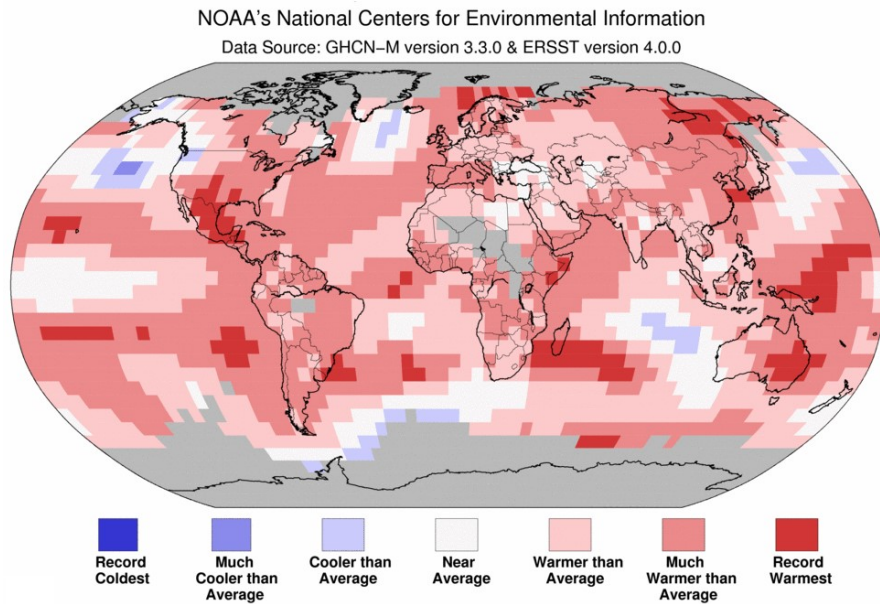 NOAA's National Centers for Environmental Information
Data Source: GHCN−M version 3.3.0 & ERSST version 4.0.0
Record
Coldest
Much
Cooler than
Average
Cooler than
Average
Near
Average
Warmer than
Average
Much
Warmer than
Average
Record
Warmest